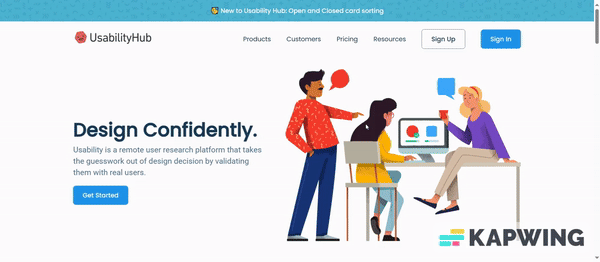 New to Usability Hub: Open and Closed card sorting
UsabilityHub
Products Customers Pricing Resources Sign Up Sign In
Design Confidently.
Usability is a remote user research platform that takes
the guesswork out of design decision by validating
them with real users.
Get Started
KAPWING